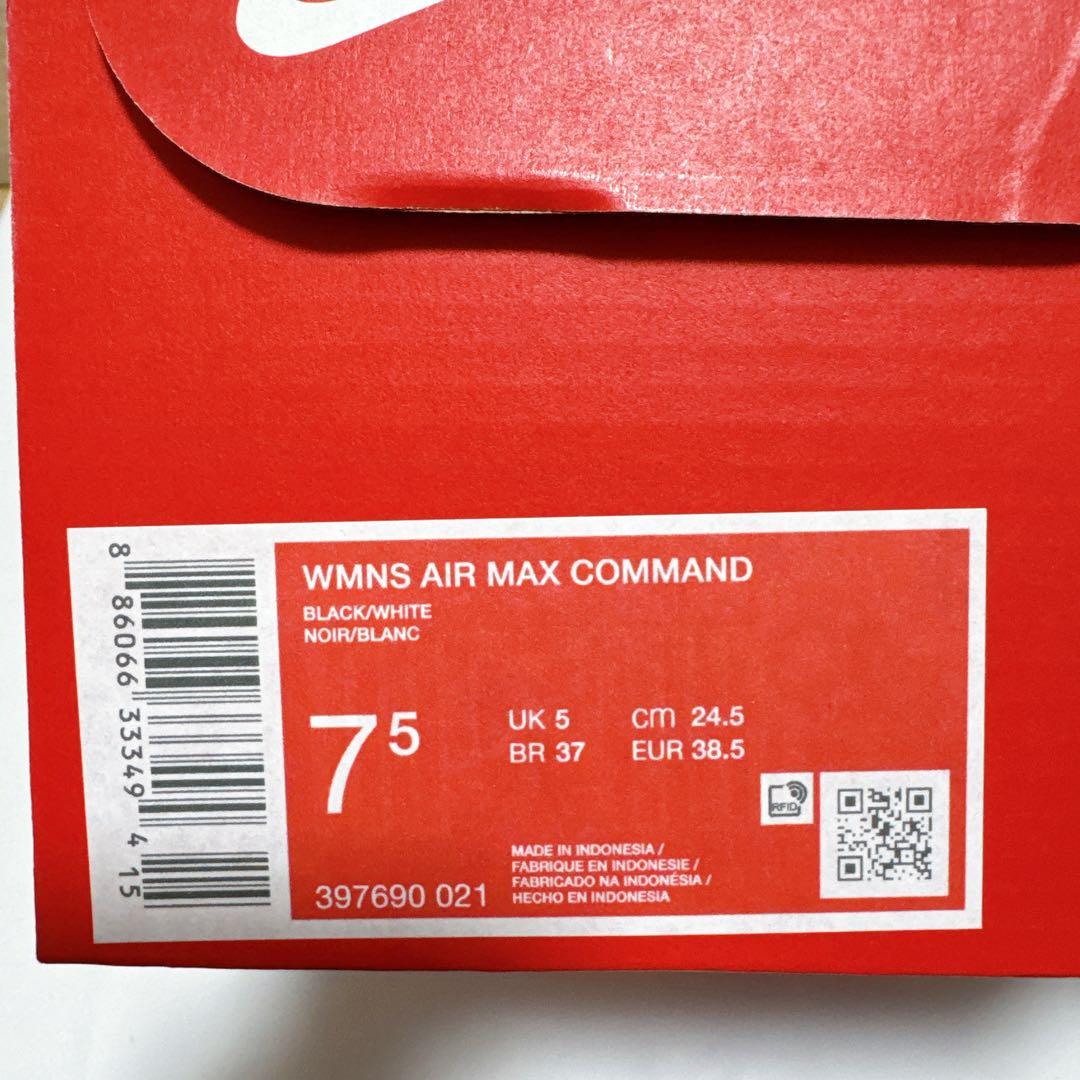 WMNS AIR MAX COMMAND
BLACK/WHITE
NOIR/BLANC
7 5
UK 5 cm 24.5
BR 37 EUR 38.5
RFID
MADE IN INDONESIA /
FABRIQUE EN INDONESIE /
FABRICADO NA INDONÉSIA /
HECHO EN INDONESIA
397690 021
8 86066 33349 4 15